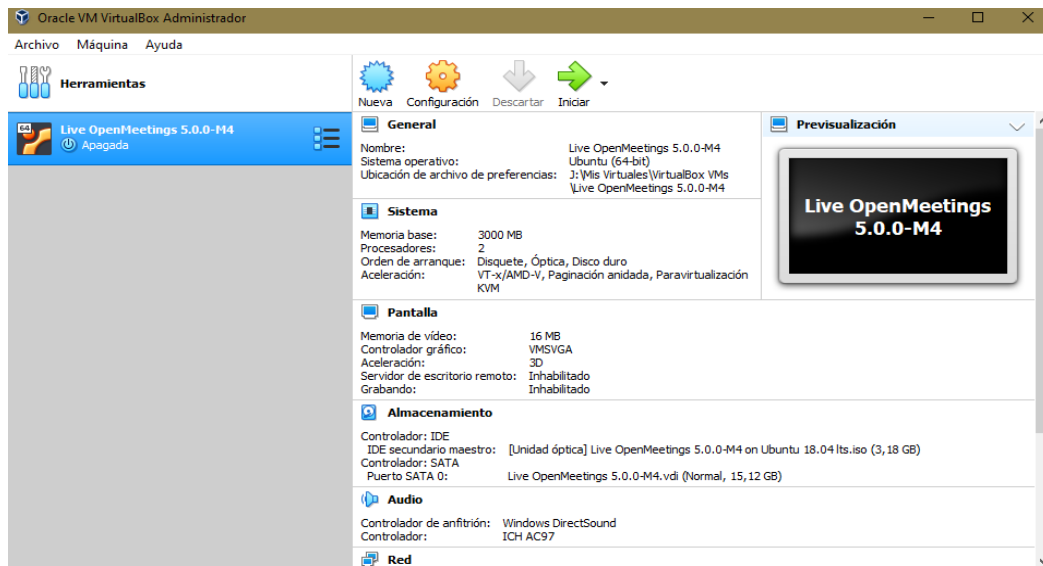 Oracle VM VirtualBox Administrador
Archivo Máquina Ayuda
Herramientas
Nueva Configuración Descartar Iniciar
64
Live OpenMeetings 5.0.0-M4
Apagada
General
Nombre: Live OpenMeetings 5.0.0-M4
Sistema operativo: Ubuntu (64-bit)
Ubicación de archivo de preferencias: J:\Mis Virtuales\VirtualBox VMs
\Live OpenMeetings 5.0.0-M4
Previsualización
Live OpenMeetings
5.0.0-M4
Sistema
Memoria base: 3000 MB
Procesadores: 2
Orden de arranque: Disquete, Óptica, Disco duro
Aceleración: VT-x/AMD-V, Paginación anidada, Paravirtualización
KVM
Pantalla
Memoria de vídeo: 16 MB
Controlador gráfico: VMSVGA
Aceleración: 3D
Servidor de escritorio remoto: Inhabilitado
Grabando: Inhabilitado
Almacenamiento
Controlador: IDE
IDE secundario maestro: [Unidad óptica] Live OpenMeetings 5.0.0-M4 on Ubuntu 18.04 lts.iso (3,18 GB)
Controlador: SATA
Puerto SATA 0: Live OpenMeetings 5.0.0-M4.vdi (Normal, 15,12 GB)
Audio
Controlador de anfitrión: Windows DirectSound
Controlador: ICH AC97
Red